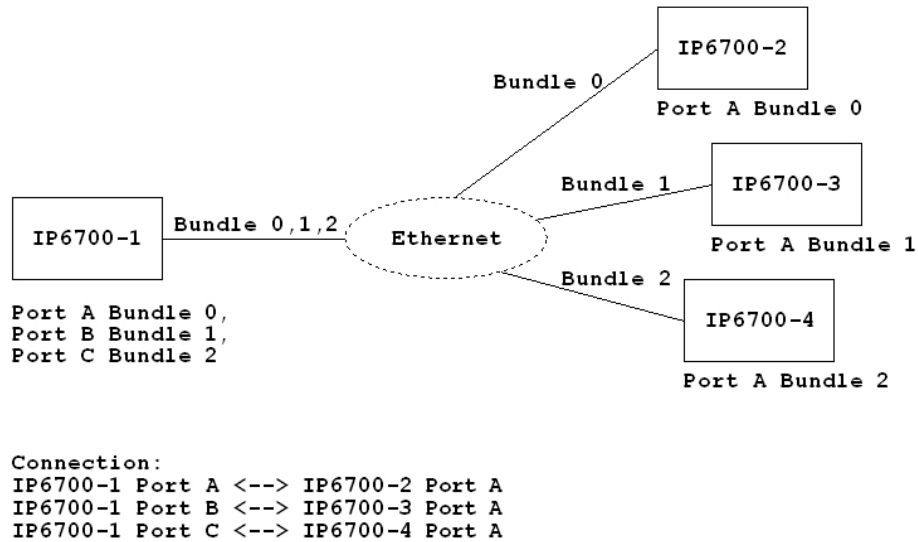 IP6700-2
Bundle 0
Port A Bundle 0
Bundle 1
IP6700-3
Port A Bundle 1
IP6700-1
Bundle 0,1,2
Ethernet
Bundle 2
IP6700-4
Port A Bundle 2
Port A Bundle 0,
Port B Bundle 1,
Port C Bundle 2
Connection:
IP6700-1 Port A <--> IP6700-2 Port A
IP6700-1 Port B <--> IP6700-3 Port A
IP6700-1 Port C <--> IP6700-4 Port A